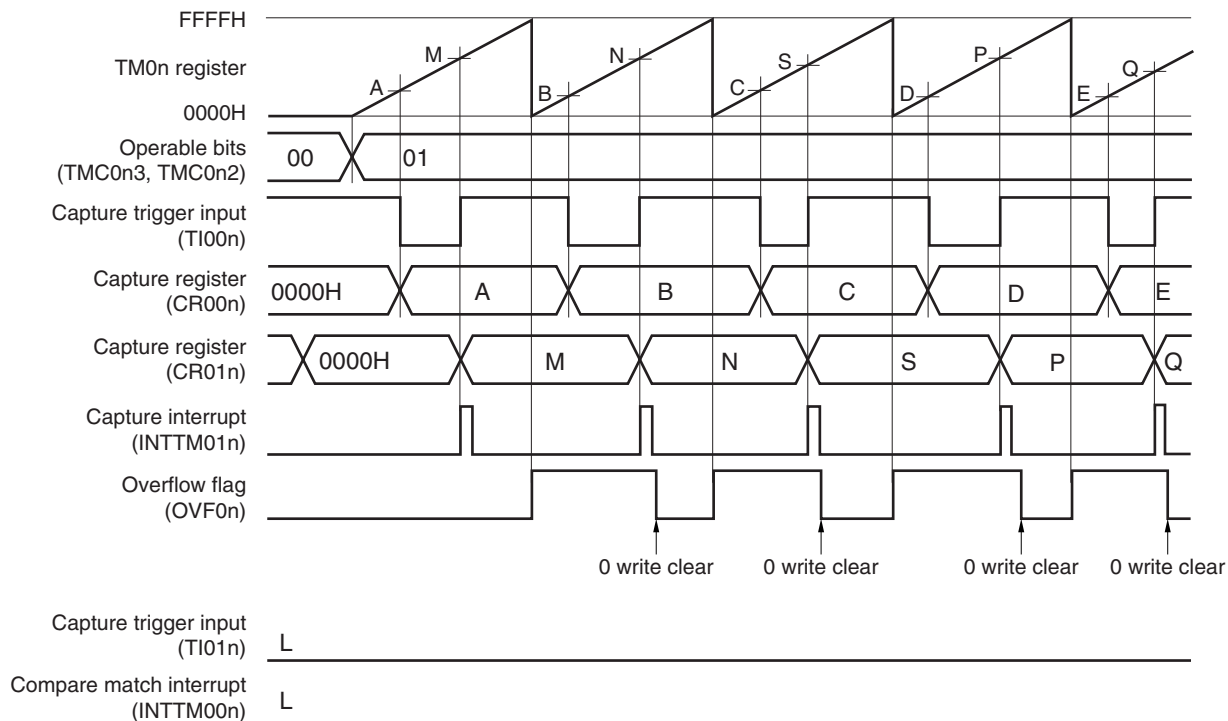 FFFFH
TM0n register
0000H
A M B N C S D P E Q
Operable bits
(TMC0n3, TMC0n2)
00 01
Capture trigger input
(TI00n)
Capture register
(CR00n)
0000H A B C D E
Capture register
(CR01n)
0000H M N S P Q
Capture interrupt
(INTTM01n)
Overflow flag
(OVF0n)
0 write clear 0 write clear 0 write clear 0 write clear
Capture trigger input
(TI01n)
L
Compare match interrupt
(INTTM00n)
L